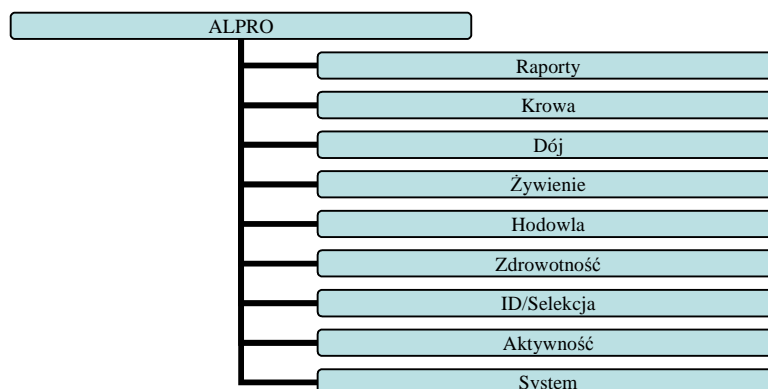 ALPRO
Raporty
Krowa
Dój
Żywienie
Hodowla
Zdrowotność
ID/Selekcja
Aktywność
System